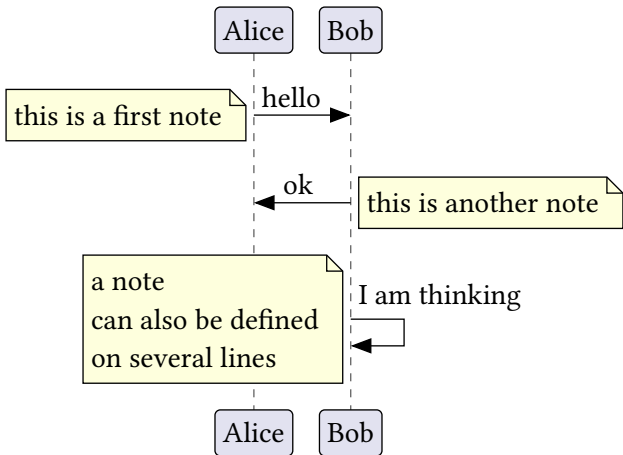 Alice
Bob
hello
this is a first note
ok
this is another note
a note
can also be defined
on several lines
I am thinking
Alice
Bob